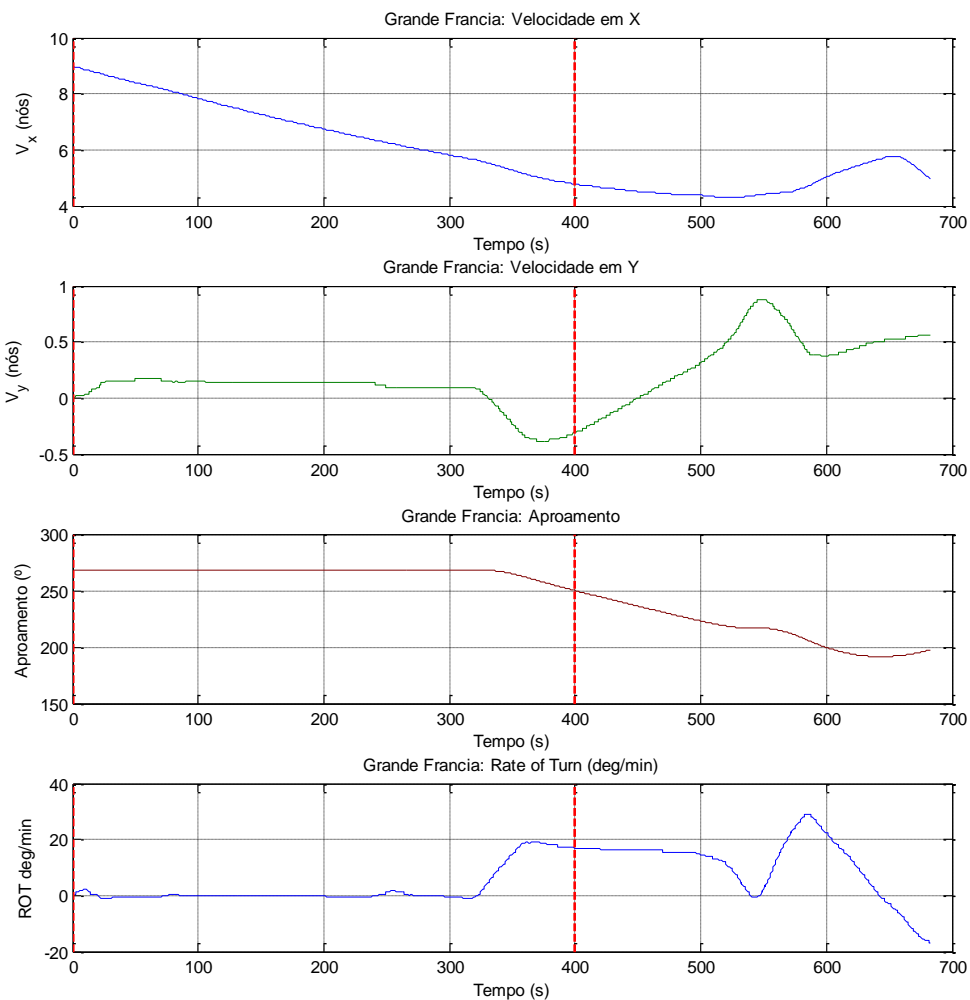 Grande Francia: Velocidade em X
10
8
6
4
V_x (nós)
0 100 200 300 400 500 600 700
Tempo (s)
Grande Francia: Velocidade em Y
1
0.5
0
-0.5
V_y (nós)
0 100 200 300 400 500 600 700
Tempo (s)
Grande Francia: Aproamento
300
250
200
150
Aproamento (º)
0 100 200 300 400 500 600 700
Tempo (s)
Grande Francia: Rate of Turn (deg/min)
40
20
0
-20
ROT deg/min
0 100 200 300 400 500 600 700
Tempo (s)